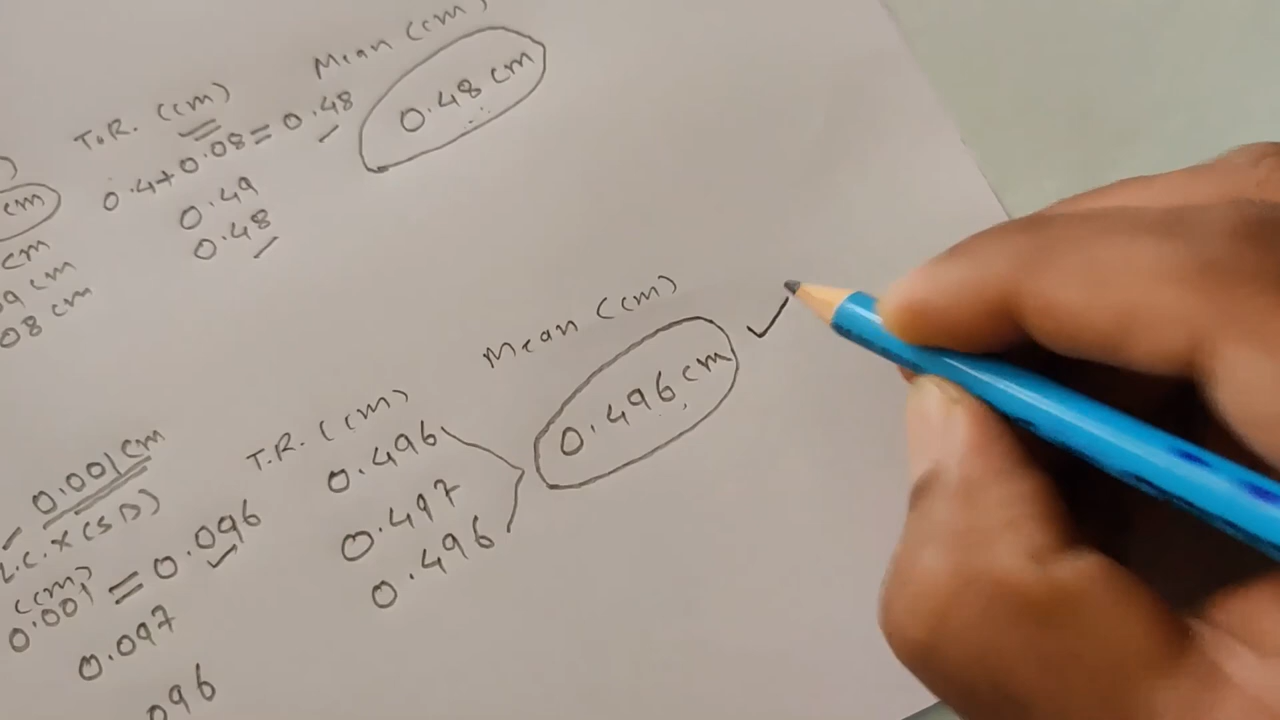 Mean (cm)
T.R. (cm)
0.4+0.08=0.48 0.48 cm
cm 0.49
cm 0.48
9 cm
08 cm
Mean (cm)
0.496 cm
T.R. (cm)
0.496
0.001cm
L.C.×(SD) 0.497
(cm)
0.001 = 0.096 0.496
0.097
096